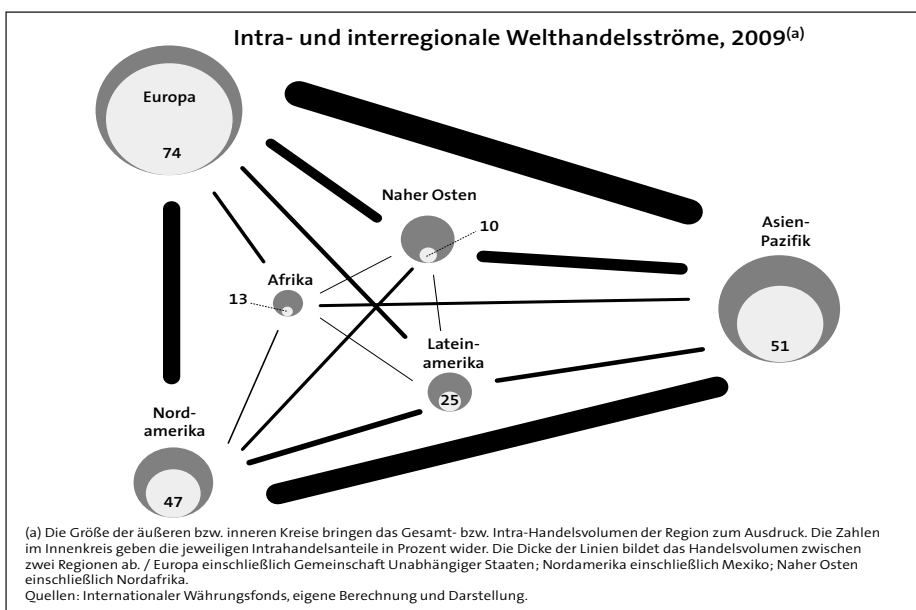 Intra- und interregionale Welthandelsströme, 2009(a)
Europa
74
Naher Osten
10
Asien-
Pazifik
51
Afrika
13
Latein-
amerika
25
Nord-
amerika
47
(a) Die Größe der äußeren bzw. inneren Kreise bringen das Gesamt- bzw. Intra-Handelsvolumen der Region zum Ausdruck. Die Zahlen
im Innenkreis geben die jeweiligen Intrahandelsanteile in Prozent wider. Die Dicke der Linien bildet das Handelsvolumen zwischen
zwei Regionen ab. / Europa einschließlich Gemeinschaft Unabhängiger Staaten; Nordamerika einschließlich Mexiko; Naher Osten
einschließlich Nordafrika.
Quellen: Internationaler Währungsfonds, eigene Berechnung und Darstellung.